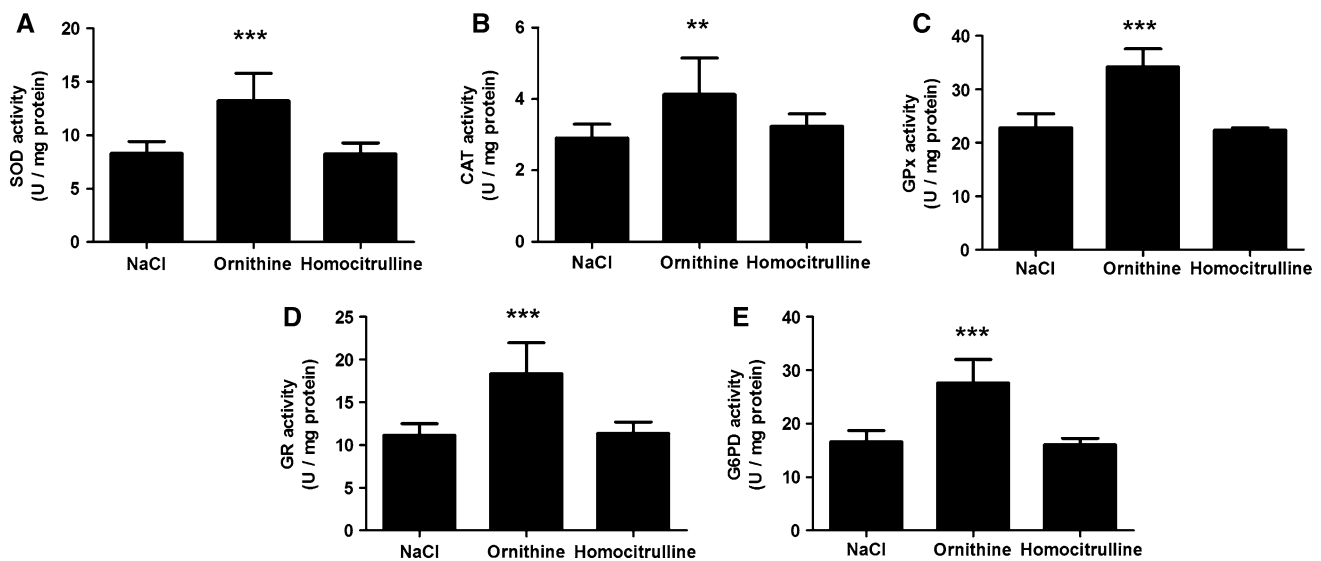 A
SOD activity
(U / mg protein)
20
15
10
5
0
***
NaCl
Ornithine
Homocitrulline
B
CAT activity
(U / mg protein)
6
4
2
0
**
NaCl
Ornithine
Homocitrulline
C
GPx activity
(U / mg protein)
40
30
20
10
0
***
NaCl
Ornithine
Homocitrulline
D
GR activity
(U / mg protein)
25
20
15
10
5
0
***
NaCl
Ornithine
Homocitrulline
E
G6PD activity
(U / mg protein)
40
30
20
10
0
***
NaCl
Ornithine
Homocitrulline